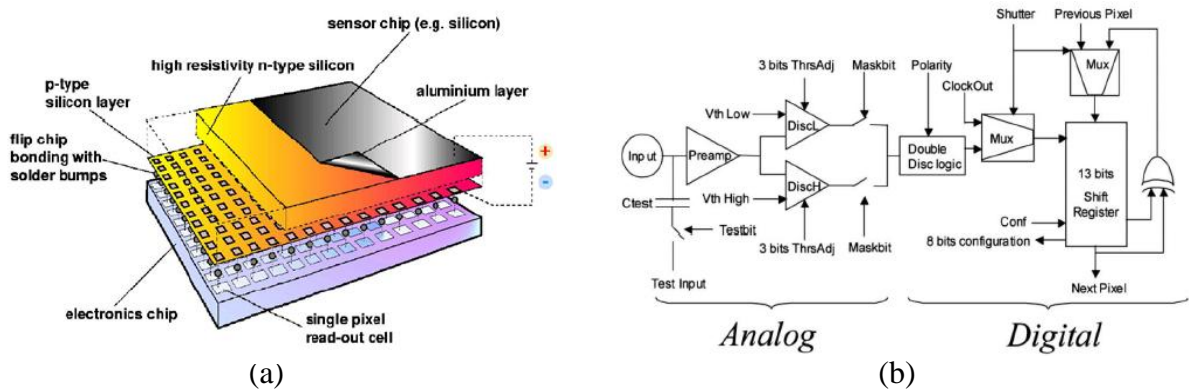 sensor chip (e.g. silicon)
high resistivity n-type silicon
p-type
silicon layer
aluminium layer
flip chip
bonding with
solder bumps
+
-
electronics chip
single pixel
read-out cell
(a)
Shutter
Previous Pixel
3 bits ThrsAdj
Maskbit
Polarity
Mux
ClockOut
Vth Low
DiscL
Mux
Input
Preamp
Double
Disc logic
DiscH
13 bits
Shift
Register
Ctest
Vth High
Testbit
Conf
8 bits configuration
3 bits ThrsAdj
Maskbit
Test Input
Next Pixel
Analog
Digital
(b)